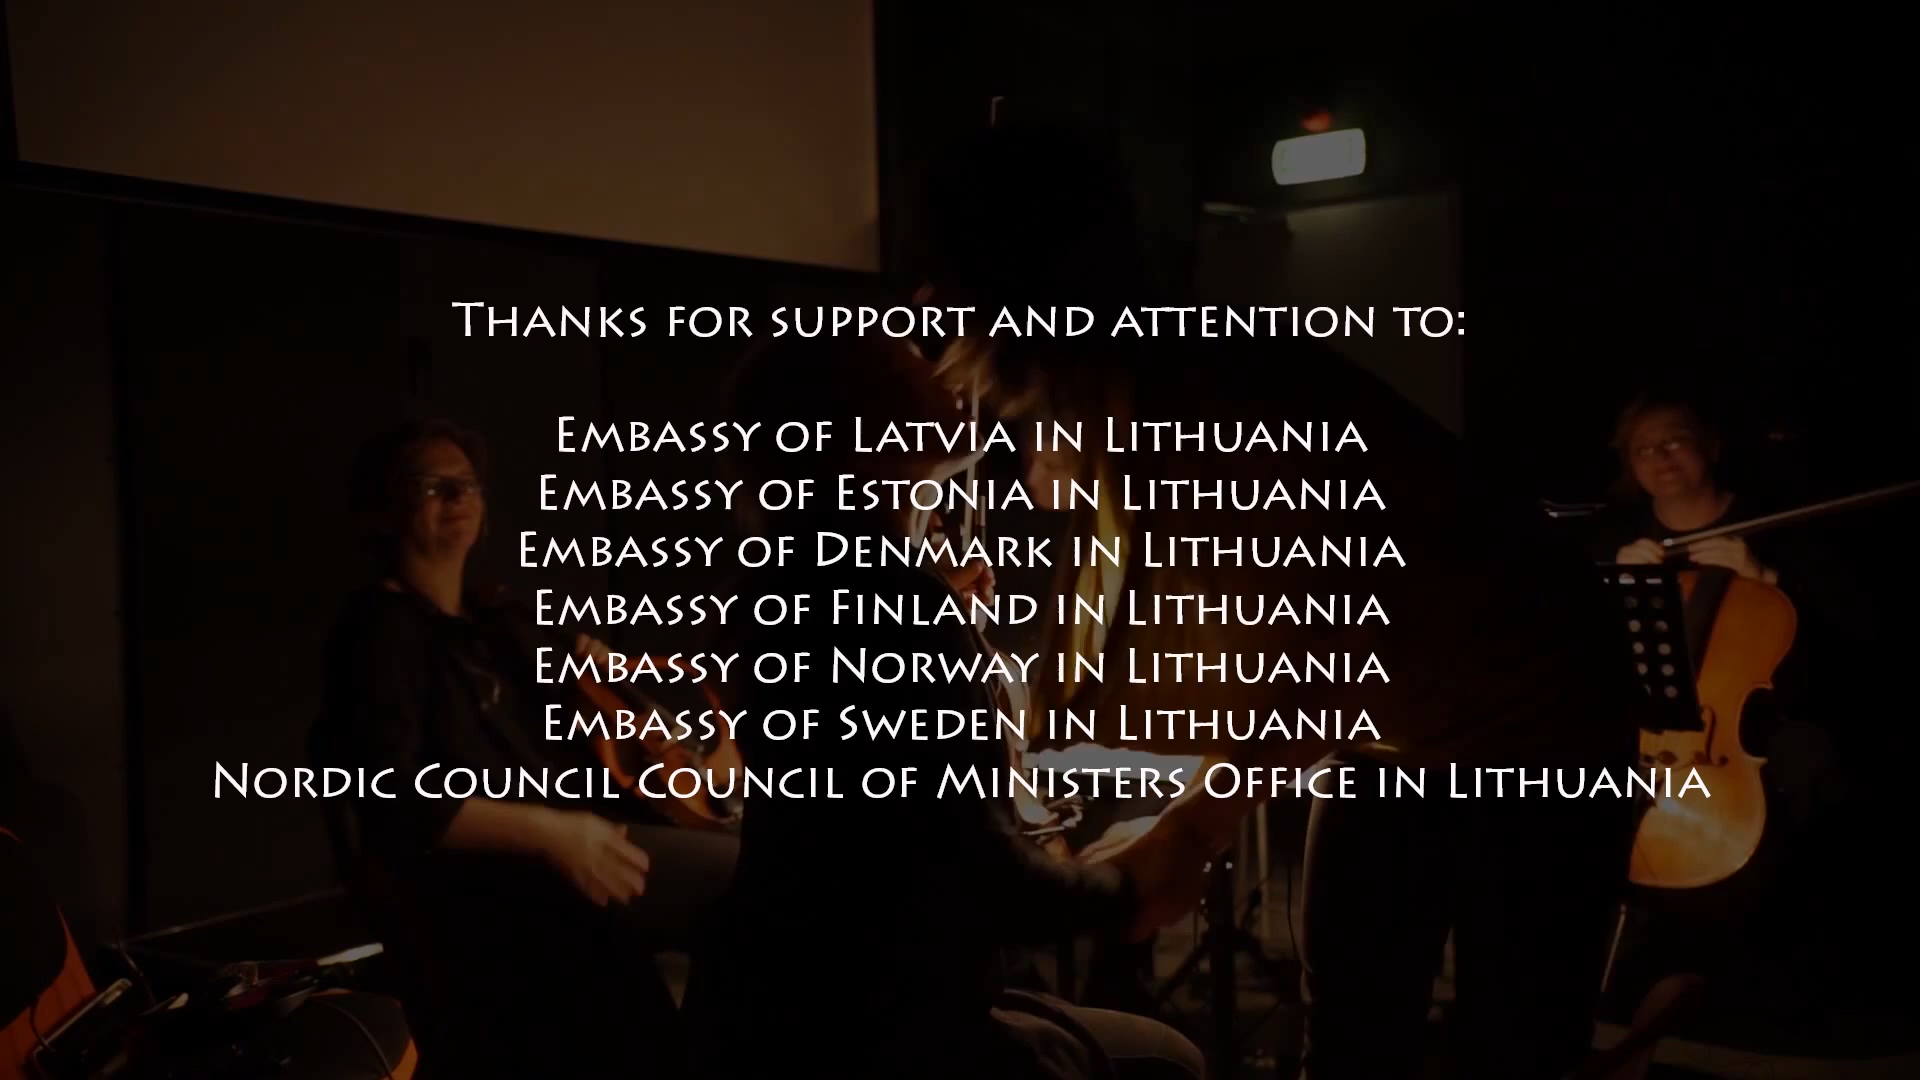 Thanks for support and attention to:
Embassy of Latvia in Lithuania
Embassy of Estonia in Lithuania
Embassy of Denmark in Lithuania
Embassy of Finland in Lithuania
Embassy of Norway in Lithuania
Embassy of Sweden in Lithuania
Nordic Council Council of Ministers Office in Lithuania